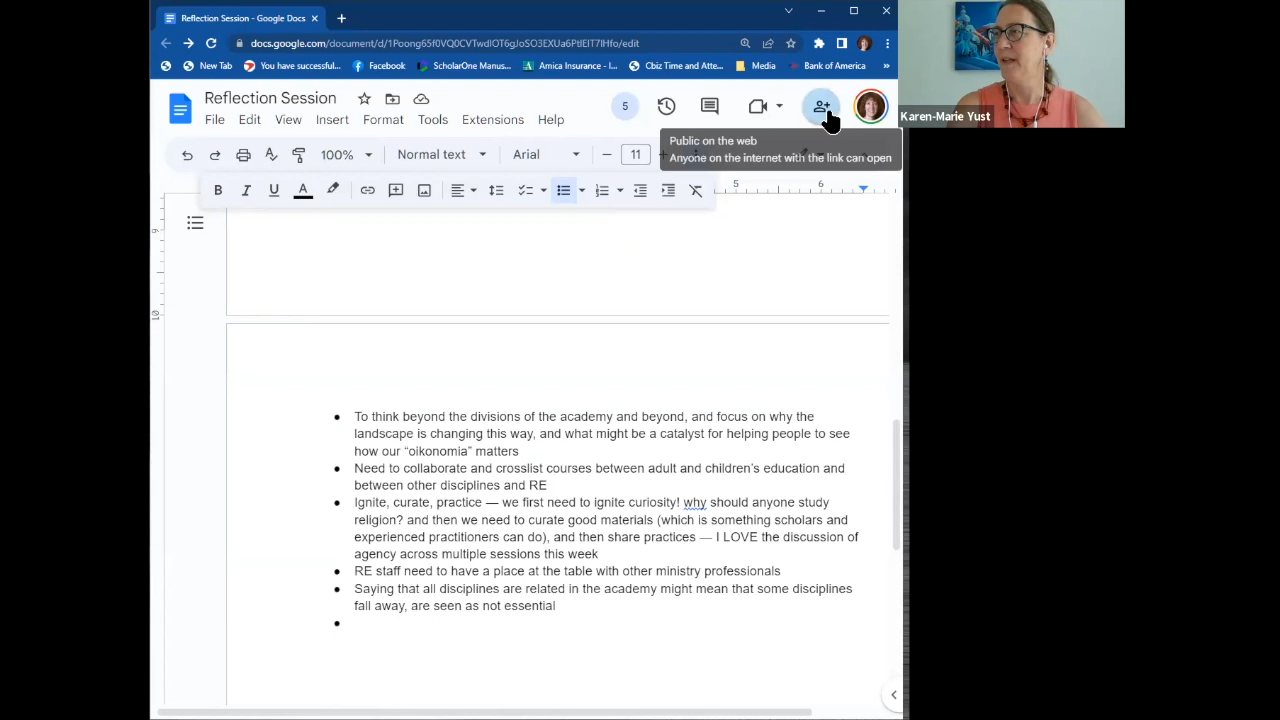 Reflection Session - Google Docs
docs.google.com/document/d/1Poong65f0VQ0CVTwdIOT6gJoSO3EXUa6PtlEIT7IHfo/edit
New Tab
You have successful...
Facebook
ScholarOne Manus...
Amica Insurance - I...
Cbiz Time and Atte...
Media
Bank of America
»
Reflection Session
5
File Edit View Insert Format Tools Extensions Help
Karen-Marie Yust
Public on the web
Anyone on the internet with the link can open
100% Normal text Arial 11
B I U A
5 6
9
10
To think beyond the divisions of the academy and beyond, and focus on why the
landscape is changing this way, and what might be a catalyst for helping people to see
how our “oikonomia” matters
Need to collaborate and crosslist courses between adult and children’s education and
between other disciplines and RE
Ignite, curate, practice — we first need to ignite curiosity! why should anyone study
religion? and then we need to curate good materials (which is something scholars and
experienced practitioners can do), and then share practices — I LOVE the discussion of
agency across multiple sessions this week
RE staff need to have a place at the table with other ministry professionals
Saying that all disciplines are related in the academy might mean that some disciplines
fall away, are seen as not essential